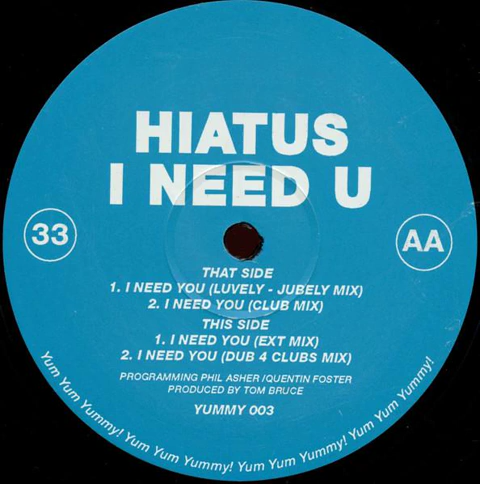 HIATUS
I NEED U
33
AA
THAT SIDE
1. I NEED YOU (LUVELY - JUBELY MIX)
2. I NEED YOU (CLUB MIX)
THIS SIDE
1. I NEED YOU (EXT MIX)
2. I NEED YOU (DUB 4 CLUBS MIX)
PROGRAMMING PHIL ASHER /QUENTIN FOSTER
PRODUCED BY TOM BRUCE
YUMMY 003
Yum Yum Yummy! Yum Yum Yummy! Yum Yum Yummy! Yum Yum Yummy!